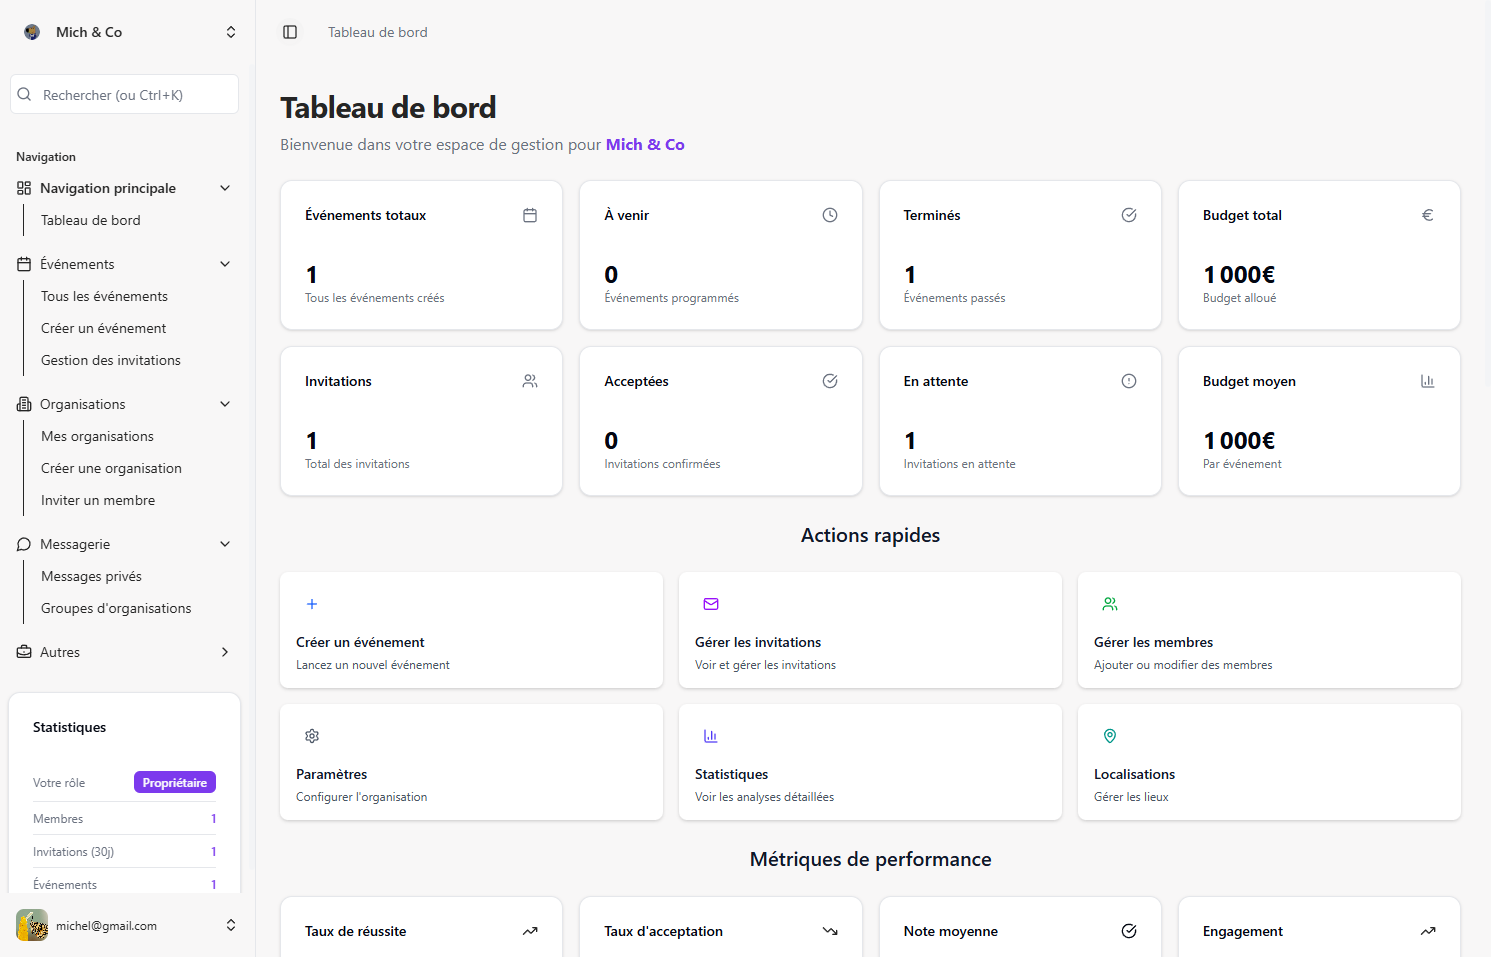 Mich & Co
Rechercher (ou Ctrl+K)
Navigation
Navigation principale
Tableau de bord
Événements
Tous les événements
Créer un événement
Gestion des invitations
Organisations
Mes organisations
Créer une organisation
Inviter un membre
Messagerie
Messages privés
Groupes d'organisations
Autres
Statistiques
Votre rôle Propriétaire
Membres 1
Invitations (30j) 1
Événements 1
michel@gmail.com
Tableau de bord
Tableau de bord
Bienvenue dans votre espace de gestion pour Mich & Co
Événements totaux
1
Tous les événements créés
À venir
0
Événements programmés
Terminés
1
Événements passés
Budget total
€
1 000€
Budget alloué
Invitations
1
Total des invitations
Acceptées
0
Invitations confirmées
En attente
1
Invitations en attente
Budget moyen
1 000€
Par événement
Actions rapides
Créer un événement
Lancez un nouvel événement
Gérer les invitations
Voir et gérer les invitations
Gérer les membres
Ajouter ou modifier des membres
Paramètres
Configurer l'organisation
Statistiques
Voir les analyses détaillées
Localisations
Gérer les lieux
Métriques de performance
Taux de réussite
Taux d'acceptation
Note moyenne
Engagement